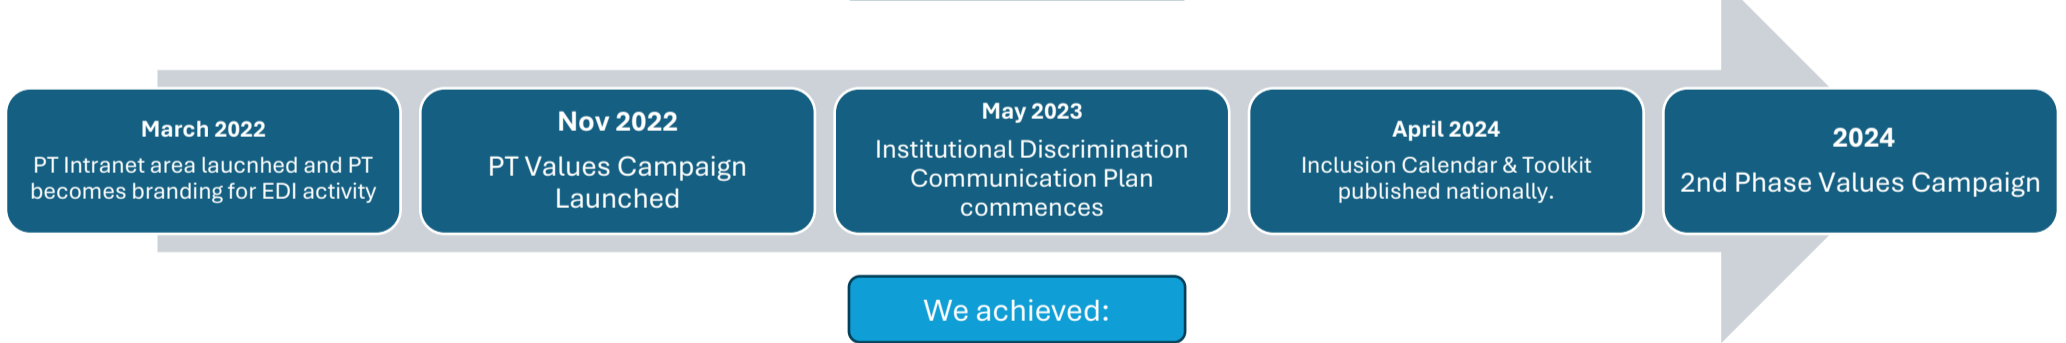 March 2022
PT Intranet area laucnhed and PT
becomes branding for EDI activity
Nov 2022
PT Values Campaign
Launched
May 2023
Institutional Discrimination
Communication Plan
commences
April 2024
Inclusion Calendar & Toolkit
published nationally.
2024
2nd Phase Values Campaign
We achieved: